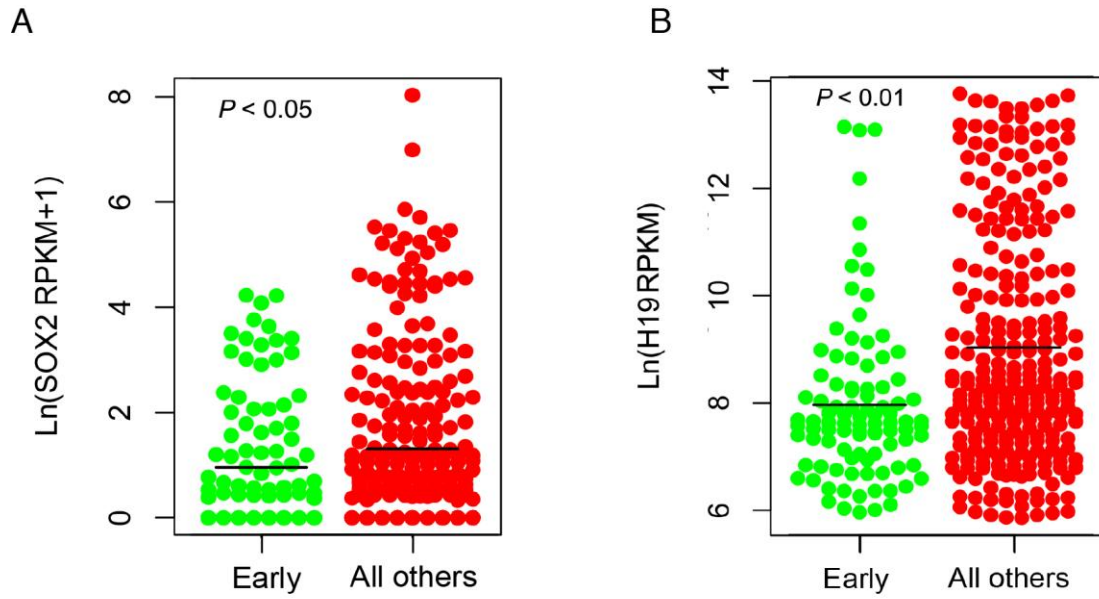 A
B
Ln(SOX2 RPKM+1)
8
6
4
2
0
P < 0.05
Early
All others
Ln(H19 RPKM)
14
12
10
8
6
P < 0.01
Early
All others